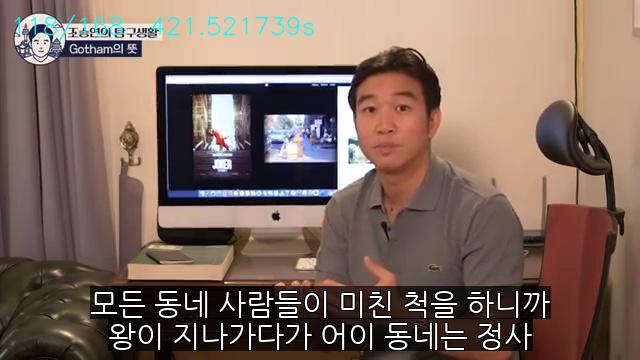 118/168 421.521739s
조승연의 탐구생활
Gotham의 뜻
JOKER
모든 동네 사람들이 미친 척을 하니까
왕이 지나가다가 어이 동네는 정사